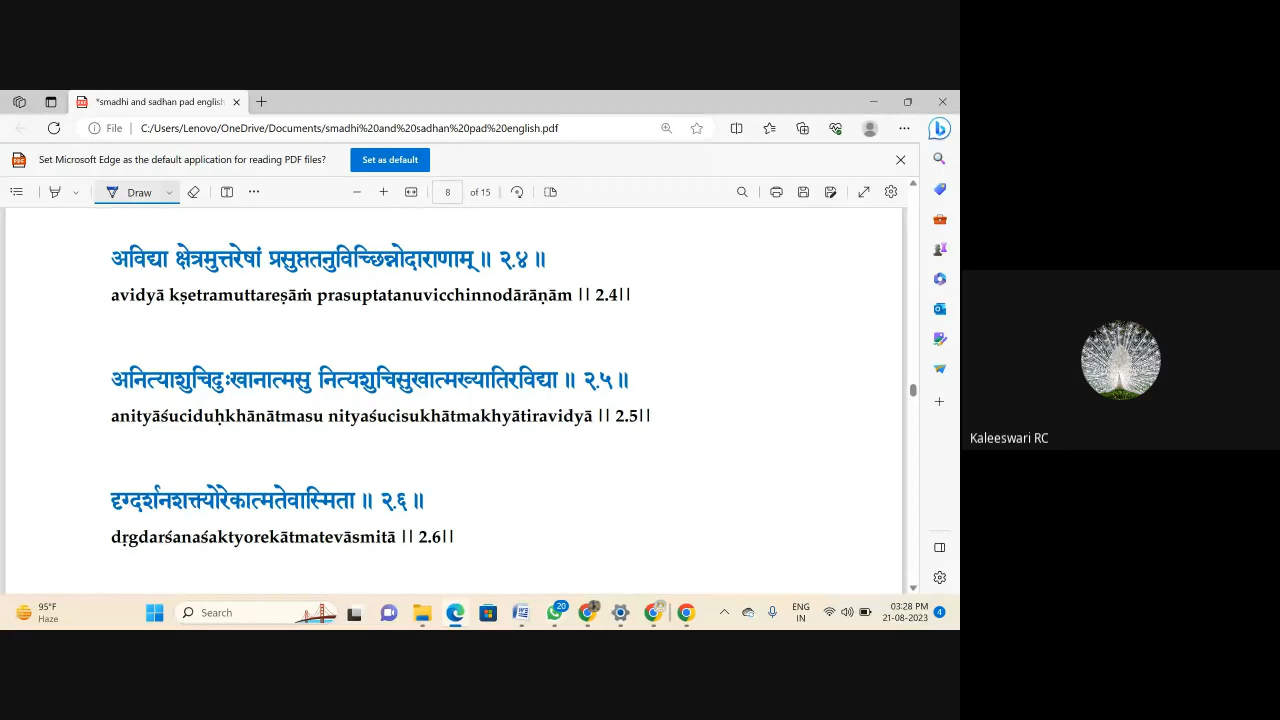 *smadhi and sadhan pad english
File C:/Users/Lenovo/OneDrive/Documents/smadhi%20and%20sadhan%20pad%20english.pdf
Set Microsoft Edge as the default application for reading PDF files? Set as default
Draw 8 of 15
अविद्या क्षेत्रमुत्तरेषां प्रसुप्ततनुविच्छिन्नोदाराणाम् ॥ २.४ ॥
avidyā kṣetramuttareṣāṁ prasuptatanuvicchinnodārāṇām || 2.4||
अनित्याशुचिदुःखानात्मसु नित्यशुचिसुखात्मख्यातिरविद्या ॥ २.५ ॥
anityāśuciduḥkhānātmasu nityaśucisukhātmakhyātiravidyā || 2.5||
दृग्दर्शनशक्त्योरेकात्मतेवास्मिता ॥ २.६ ॥
dṛgdarśanaśaktyorekātmatevāsmitā || 2.6||
Kaleeswari RC
95°F
Haze
Search
20
ENG
IN
03:28 PM
21-08-2023
4